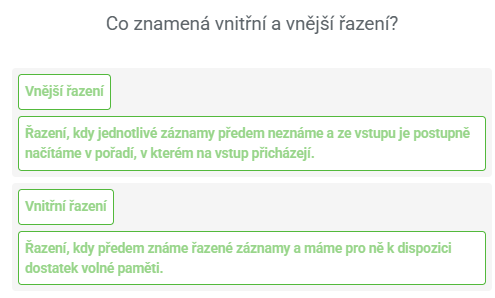 Co znamená vnitřní a vnější řazení?
Vnější řazení
Řazení, kdy jednotlivé záznamy předem neznáme a ze vstupu je postupně
načítáme v pořadí, v kterém na vstup přicházejí.
Vnitřní řazení
Řazení, kdy předem známe řazené záznamy a máme pro ně k dispozici
dostatek volné paměti.